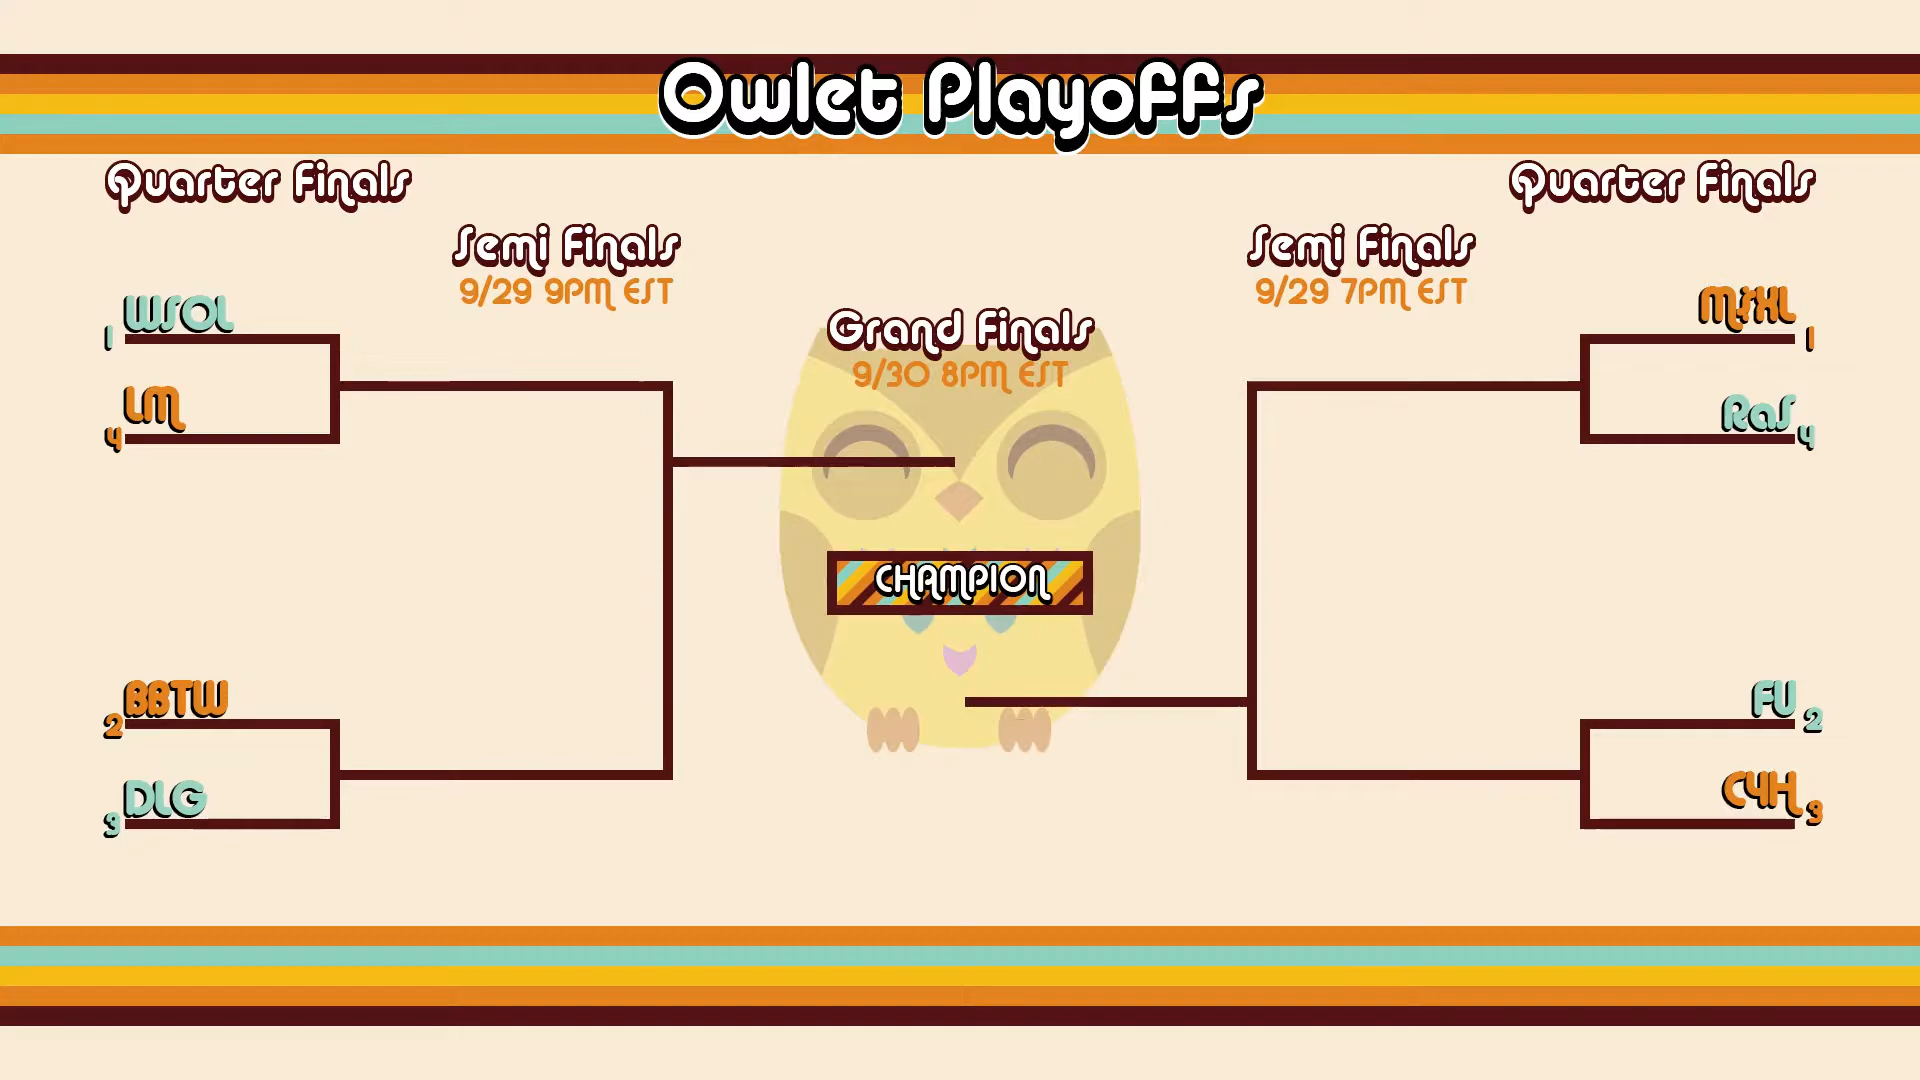 Owlet Playoffs
Quarter Finals
Quarter Finals
Semi Finals
9/29 9PM EST
Semi Finals
9/29 7PM EST
Grand Finals
9/30 8PM EST
1 WSOL
4 LM
2 BBTW
3 DLG
CHAMPION
1
RaS 4
FU 2
C4H 3